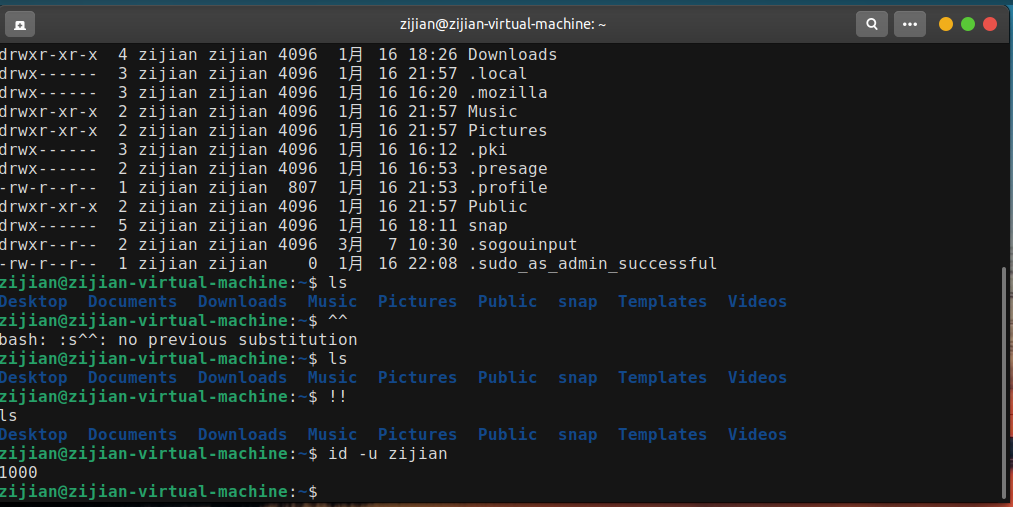 zijian@zijian-virtual-machine: ~
drwxr-xr-x  4 zijian zijian 4096  1月  16 18:26 Downloads
drwx------  3 zijian zijian 4096  1月  16 21:57 .local
drwx------  3 zijian zijian 4096  1月  16 16:20 .mozilla
drwxr-xr-x  2 zijian zijian 4096  1月  16 21:57 Music
drwxr-xr-x  2 zijian zijian 4096  1月  16 21:57 Pictures
drwx------  3 zijian zijian 4096  1月  16 16:12 .pki
drwx------  2 zijian zijian 4096  1月  16 16:53 .presage
-rw-r--r--  1 zijian zijian  807  1月  16 21:53 .profile
drwxr-xr-x  2 zijian zijian 4096  1月  16 21:57 Public
drwx------  5 zijian zijian 4096  1月  16 18:11 snap
drwxr--r--  2 zijian zijian 4096  3月   7 10:30 .sogouinput
-rw-r--r--  1 zijian zijian    0  1月  16 22:08 .sudo_as_admin_successful
zijian@zijian-virtual-machine:~$ ls
Desktop  Documents  Downloads  Music  Pictures  Public  snap  Templates  Videos
zijian@zijian-virtual-machine:~$ ^^
bash: :s^^: no previous substitution
zijian@zijian-virtual-machine:~$ ls
Desktop  Documents  Downloads  Music  Pictures  Public  snap  Templates  Videos
zijian@zijian-virtual-machine:~$ !!
ls
Desktop  Documents  Downloads  Music  Pictures  Public  snap  Templates  Videos
zijian@zijian-virtual-machine:~$ id -u zijian
1000
zijian@zijian-virtual-machine:~$